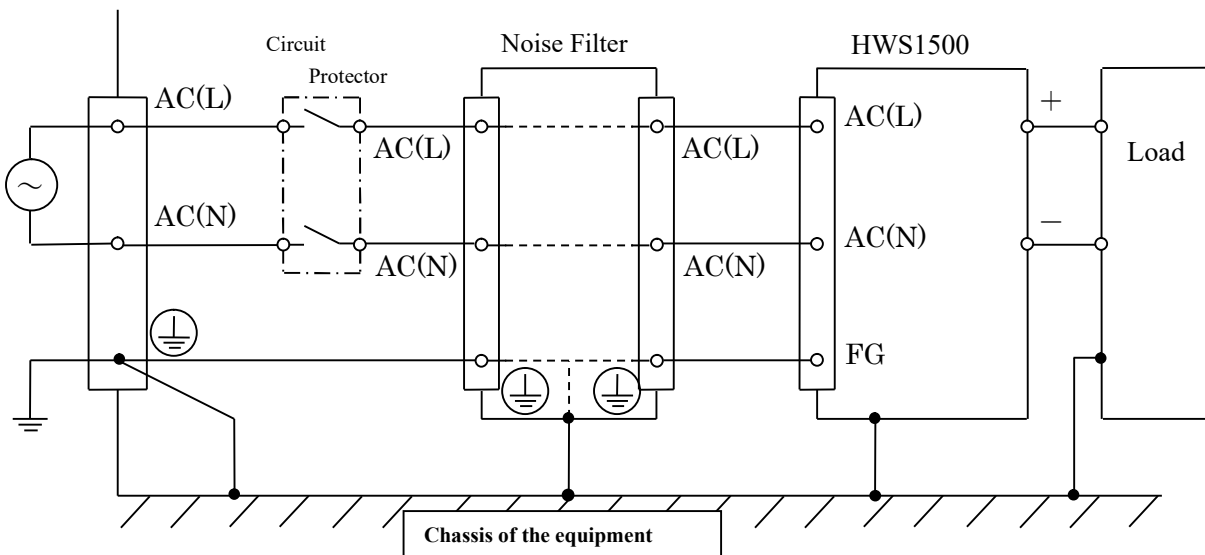 Circuit
Protector
Noise Filter
HWS1500
AC(L)
AC(L)
AC(L)
AC(L)
+
Load
AC(N)
AC(N)
AC(N)
AC(N)
−
FG
Chassis of the equipment